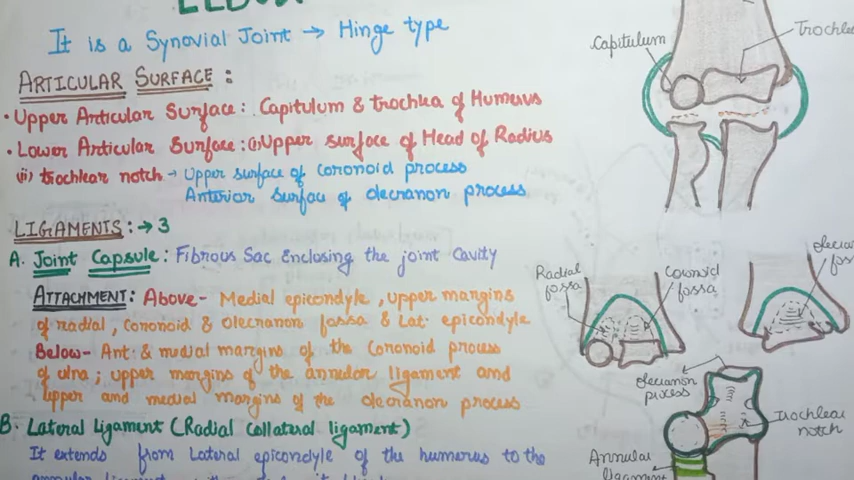 It is a Synovial Joint → Hinge type
ARTICULAR SURFACE :
• Upper Articular Surface : Capitulum & trochlea of Humerus
• Lower Articular Surface : (i) Upper surface of Head of Radius
(ii) trochlear notch → Upper surface of coronoid process
Anterior surface of olecranon process
LIGAMENTS : → 3
A. Joint Capsule : Fibrous Sac Enclosing the joint Cavity
ATTACHMENT : Above - Medial epicondyle, upper margins
of radial, coronoid & olecranon fossa & Lat. epicondyle
Below - Ant. & medial margins of the coronoid process
of ulna ; upper margins of the annular ligament and
upper and medial margins of the olecranon process
B. Lateral Ligament (Radial collateral ligament)
It extends from Lateral epicondyle of the humerus to the
Capitulum
Radial
fossa
Coronoid
fossa
olecranon
process
trochlear
notch
Annular
ligament